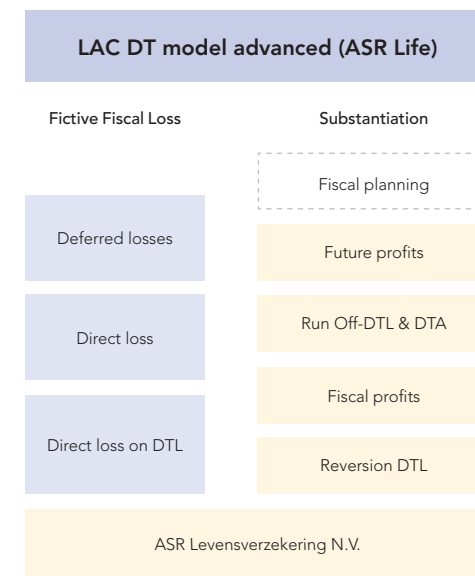 LAC DT model advanced (ASR Life)
Fictive Fiscal Loss
Substantiation
Fiscal planning
Deferred losses
Future profits
Direct loss
Run Off-DTL & DTA
Fiscal profits
Direct loss on DTL
Reversion DTL
ASR Levensverzekering N.V.